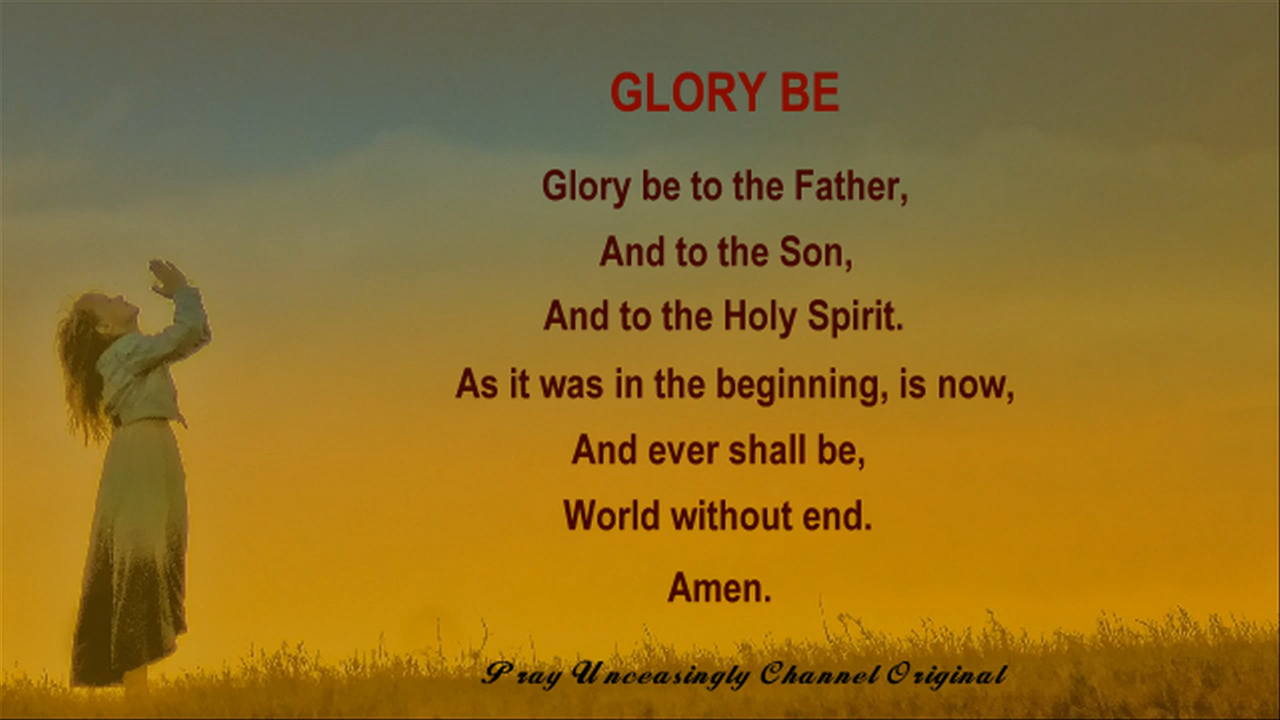 GLORY BE
Glory be to the Father,
And to the Son,
And to the Holy Spirit.
As it was in the beginning, is now,
And ever shall be,
World without end.
Amen.
Pray Unceasingly Channel Original